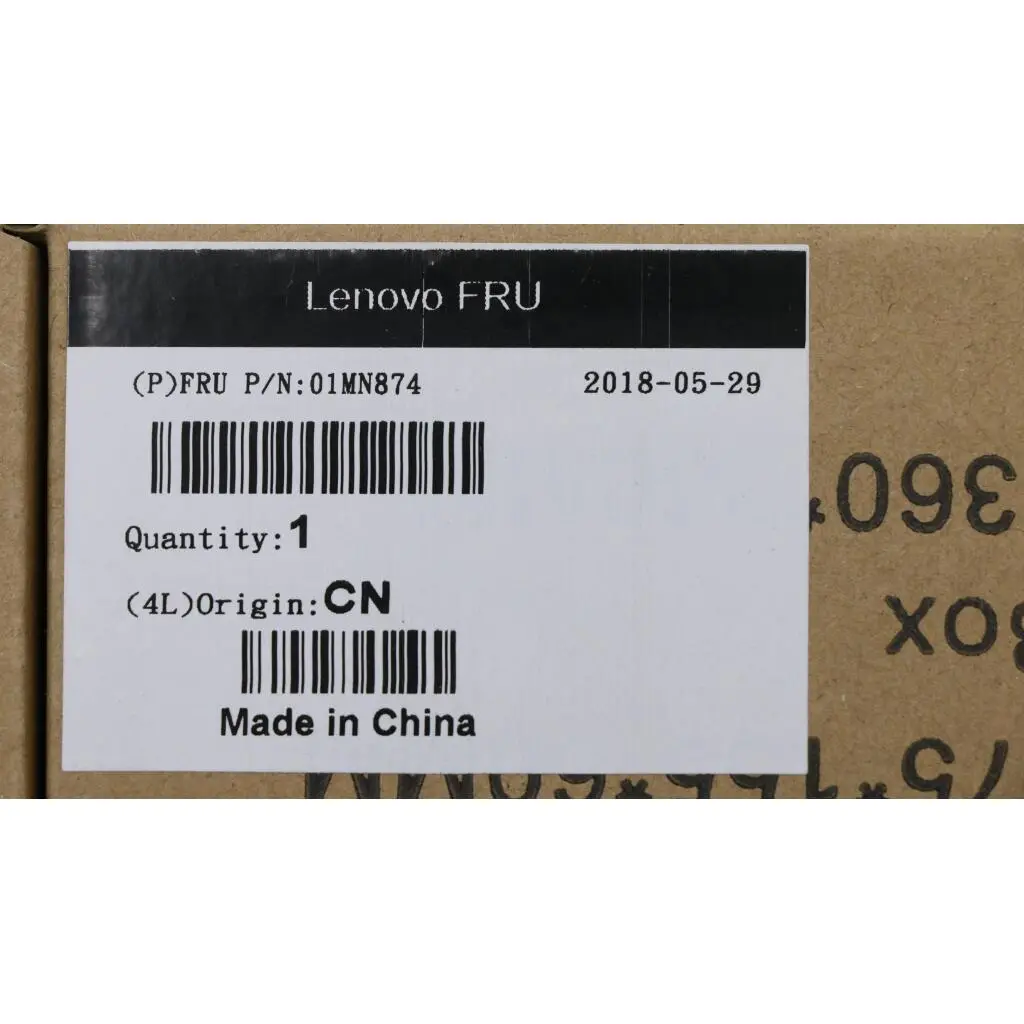 Lenovo FRU
(P)FRU P/N:01MN874 2018-05-29
Quantity:1
(4L)Origin:CN
Made in China